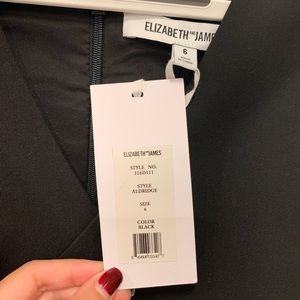 ELIZABETH AND JAMES
6
ELIZABETH AND JAMES
STYLE NO.
316D111
STYLE
ALDRIDGE
SIZE
6
COLOR
BLACK